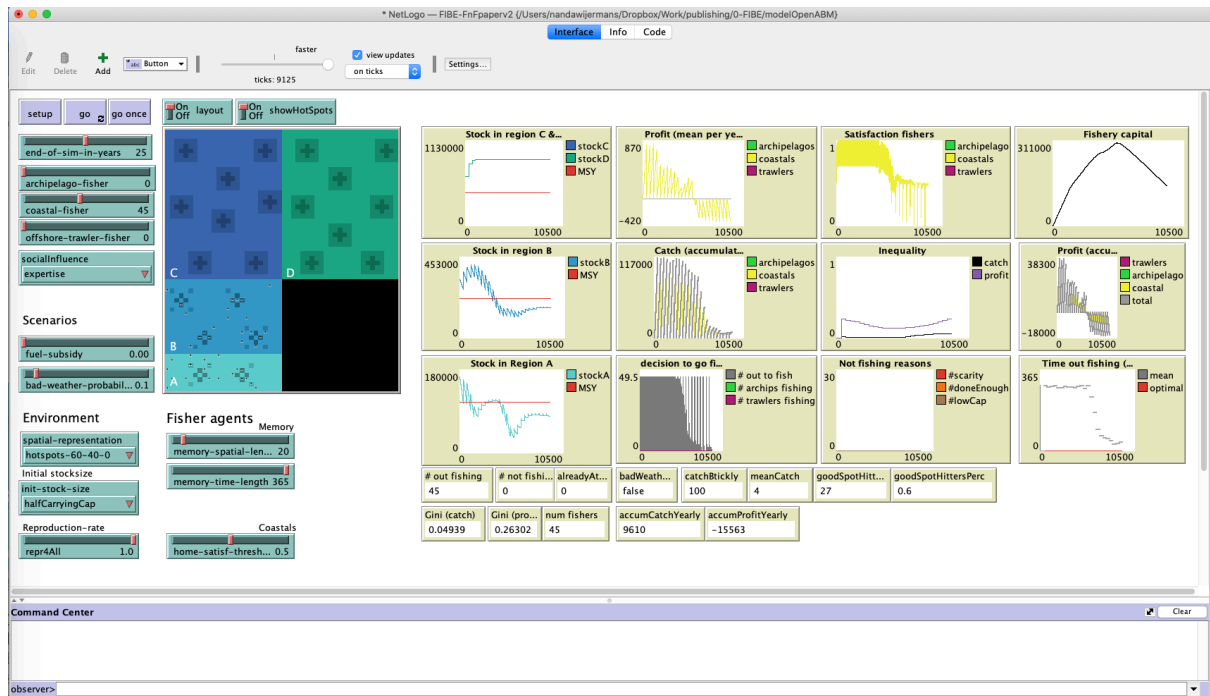 * NetLogo — FIBE-FnFpaperv2 {/Users/nandawijermans/Dropbox/Work/publishing/0-FIBE/modelOpenABM}
Interface Info Code
Edit Delete Add
abc Button
faster
ticks: 9125
view updates
on ticks
Settings...
setup go go once
On Off layout
On Off showHotSpots
end-of-sim-in-years 25
archipelago-fisher 0
coastal-fisher 45
offshore-trawler-fisher 0
socialInfluence
expertise
Scenarios
fuel-subsidy 0.00
bad-weather-probabil... 0.1
Environment
spatial-representation
hotspots-60-40-0
Initial stocksize
init-stock-size
halfCarryingCap
Reproduction-rate
repr4All 1.0
C D
B
A
Fisher agents
Memory
memory-spatial-len... 20
memory-time-length 365
Coastals
home-satisf-thresh... 0.5
Stock in region C &...
1130000
0
0 10500
stockC
stockD
MSY
Profit (mean per ye...
870
-420
0 10500
archipelagos
coastals
trawlers
Satisfaction fishers
1
0
0 10500
archipelago
coastals
trawlers
Fishery capital
311000
0
0 10500
Stock in region B
453000
0
0 10500
stockB
MSY
Catch (accumulat...
117000
0
0 10500
archipelagos
coastals
trawlers
Inequality
1
0
0 10500
catch
profit
Profit (accu...
38300
-18000
0 10500
trawlers
archipelago
coastal
total
Stock in Region A
180000
0
0 10500
stockA
MSY
decision to go fi...
49.5
0
0 10500
# out to fish
# archips fishing
# trawlers fishing
Not fishing reasons
30
0
0 10500
#scarity
#doneEnough
#lowCap
Time out fishing (...
365
0
0 10500
mean
optimal
# out fishing
45
# not fishi...
0
alreadyAt...
0
badWeath...
false
catchBtickly
100
meanCatch
4
goodSpotHitt...
27
goodSpotHittersPerc
0.6
Gini (catch)
0.04939
Gini (pro...
0.26302
num fishers
45
accumCatchYearly
9610
accumProfitYearly
-15563
Command Center
Clear
observer>